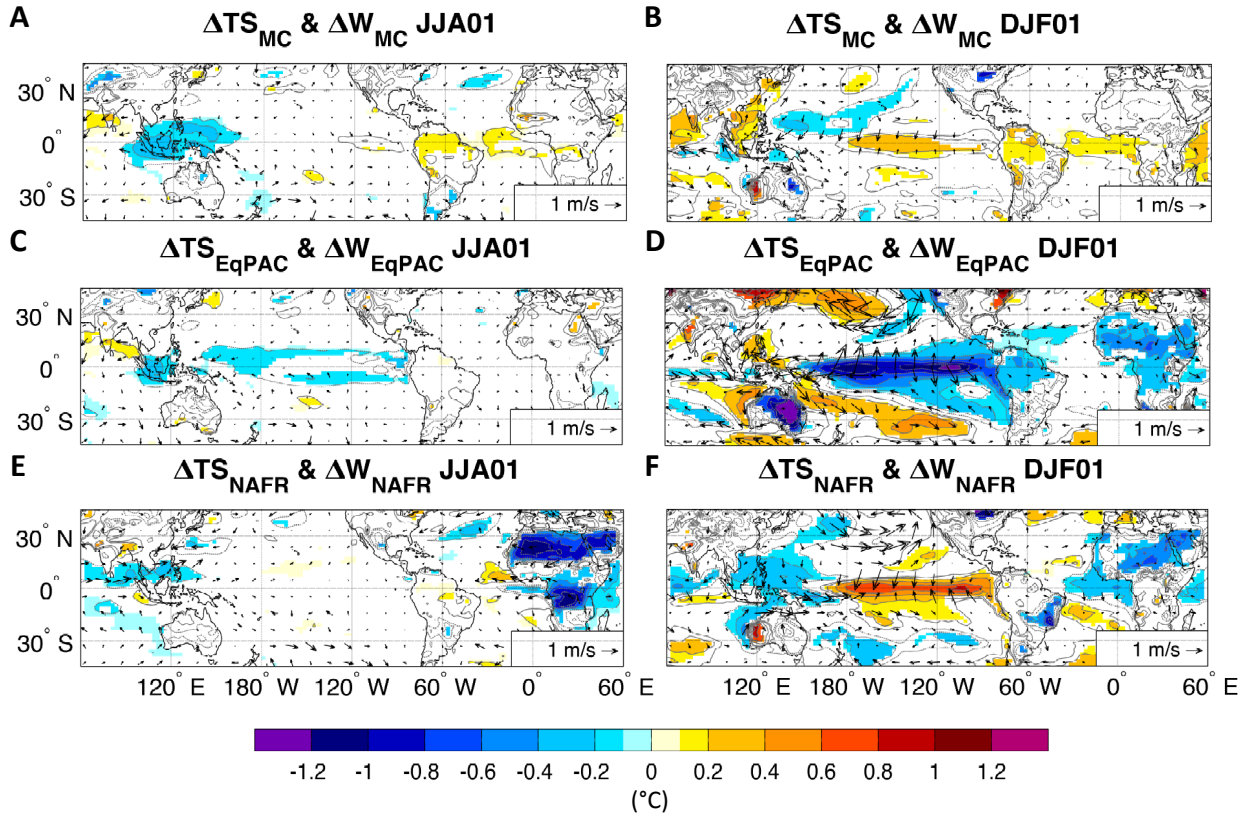 A
ΔTS_MC & ΔW_MC JJA01
B
ΔTS_MC & ΔW_MC DJF01
30° N
0°
30° S
1 m/s →
1 m/s →
C
ΔTS_EqPAC & ΔW_EqPAC JJA01
D
ΔTS_EqPAC & ΔW_EqPAC DJF01
30° N
0°
30° S
1 m/s →
1 m/s →
E
ΔTS_NAFR & ΔW_NAFR JJA01
F
ΔTS_NAFR & ΔW_NAFR DJF01
30° N
0°
30° S
1 m/s →
1 m/s →
120° E 180° W 120° W 60° W 0° 60° E
120° E 180° W 120° W 60° W 0° 60° E
-1.2 -1 -0.8 -0.6 -0.4 -0.2 0 0.2 0.4 0.6 0.8 1 1.2
(°C)